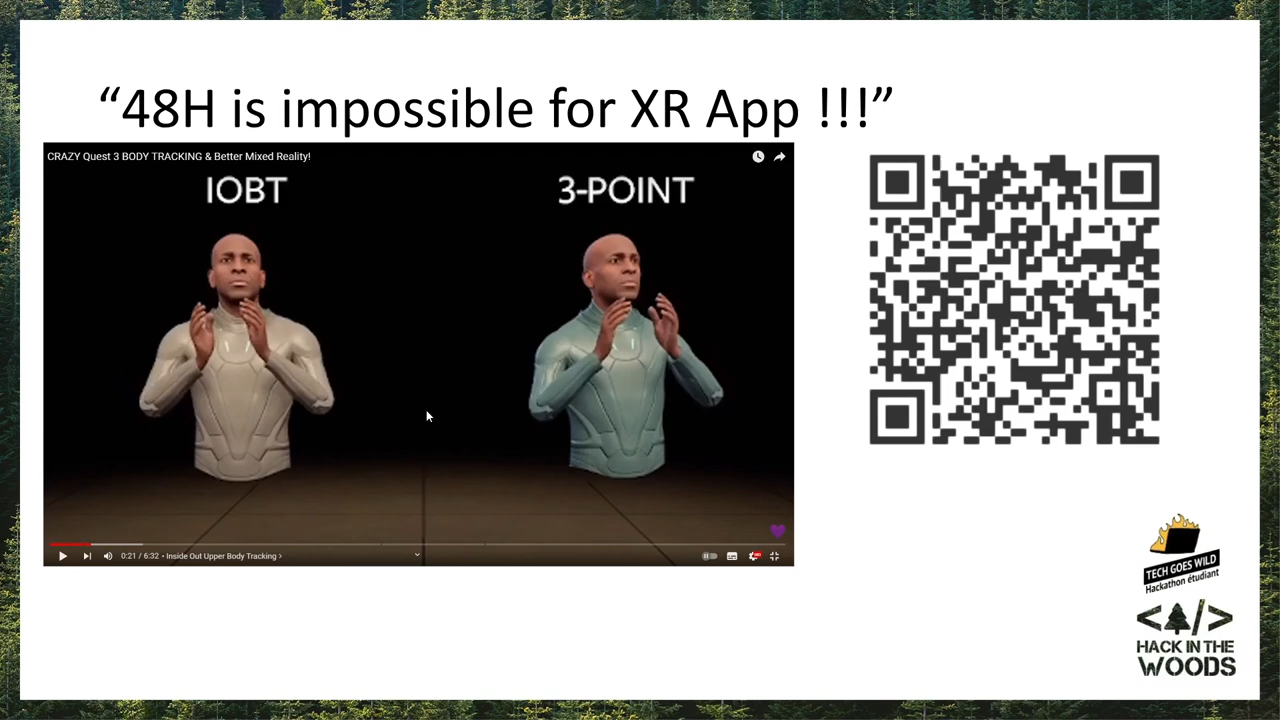 “48H is impossible for XR App !!!”
CRAZY Quest 3 BODY TRACKING & Better Mixed Reality!
IOBT
3-POINT
0:21 / 6:32 • Inside Out Upper Body Tracking ›
TECH GOES WILD
Hackathon étudiant
</>
HACK IN THE
WOODS